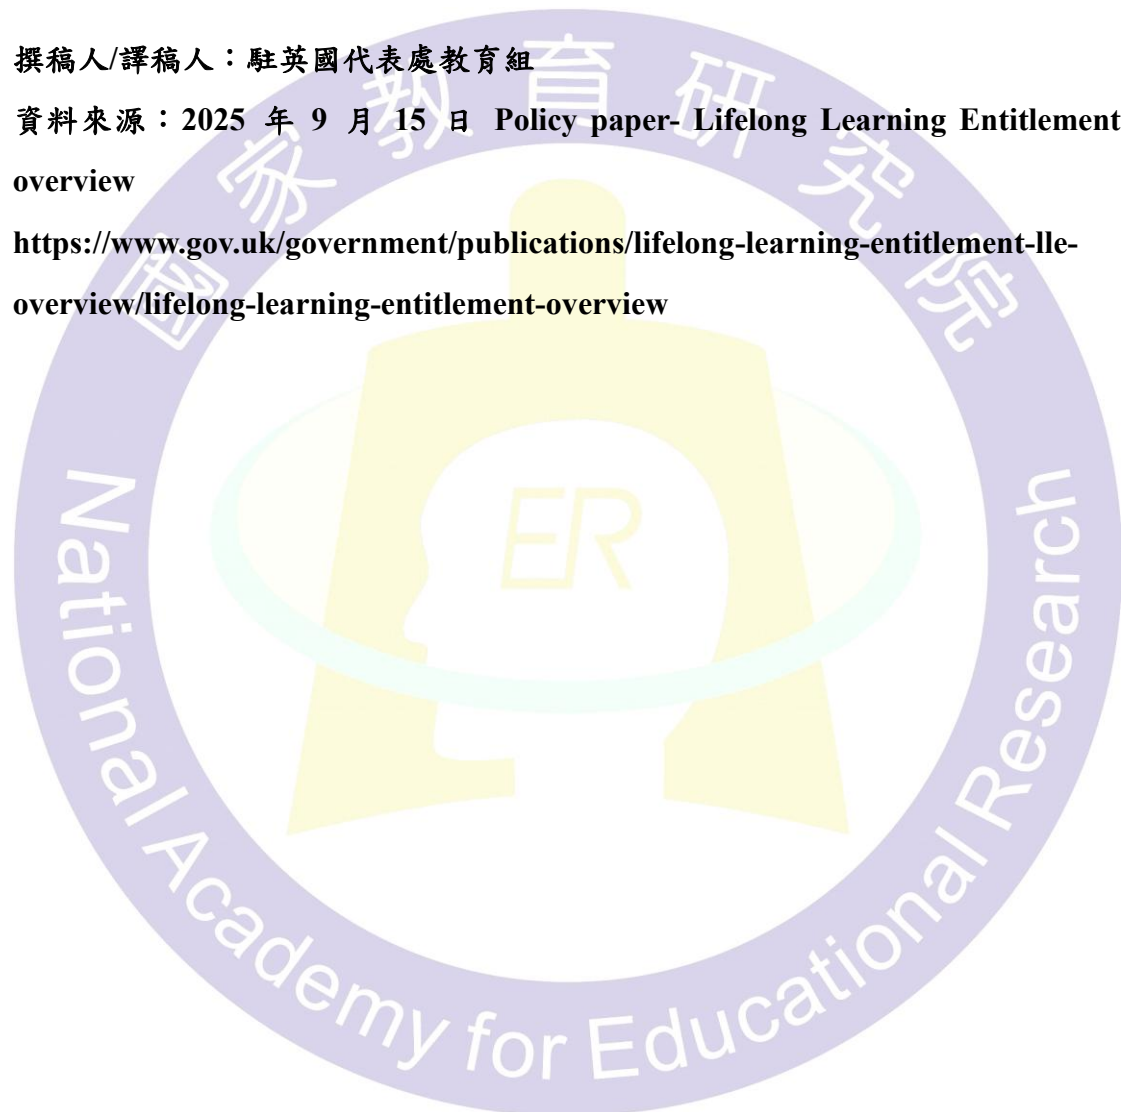 撰稿人/譯稿人：駐英國代表處教育組
資料來源：2025 年 9 月 15 日 Policy paper- Lifelong Learning Entitlement
overview
https://www.gov.uk/government/publications/lifelong-learning-entitlement-lle-
overview/lifelong-learning-entitlement-overview
國家教育研究院
ER
National Academy for Educational Research